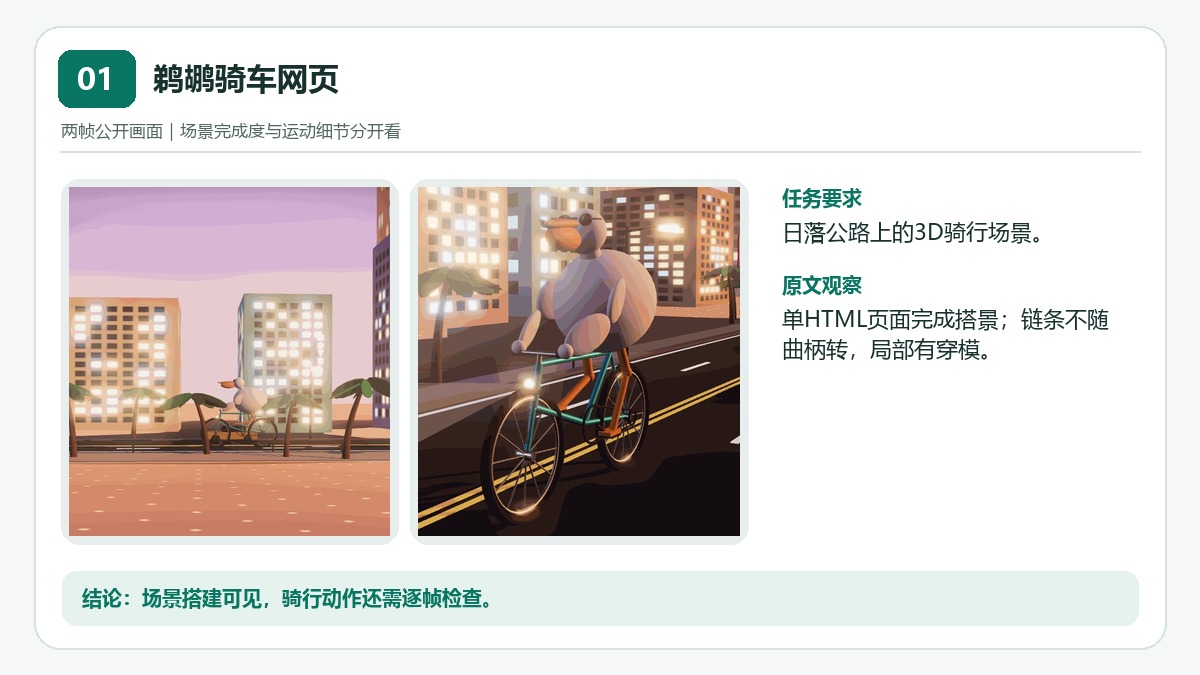 01
鹈鹕骑车网页
两帧公开画面｜场景完成度与运动细节分开看
任务要求
日落公路上的3D骑行场景。
原文观察
单HTML页面完成搭景；链条不随
曲柄转，局部有穿模。
结论：场景搭建可见，骑行动作还需逐帧检查。